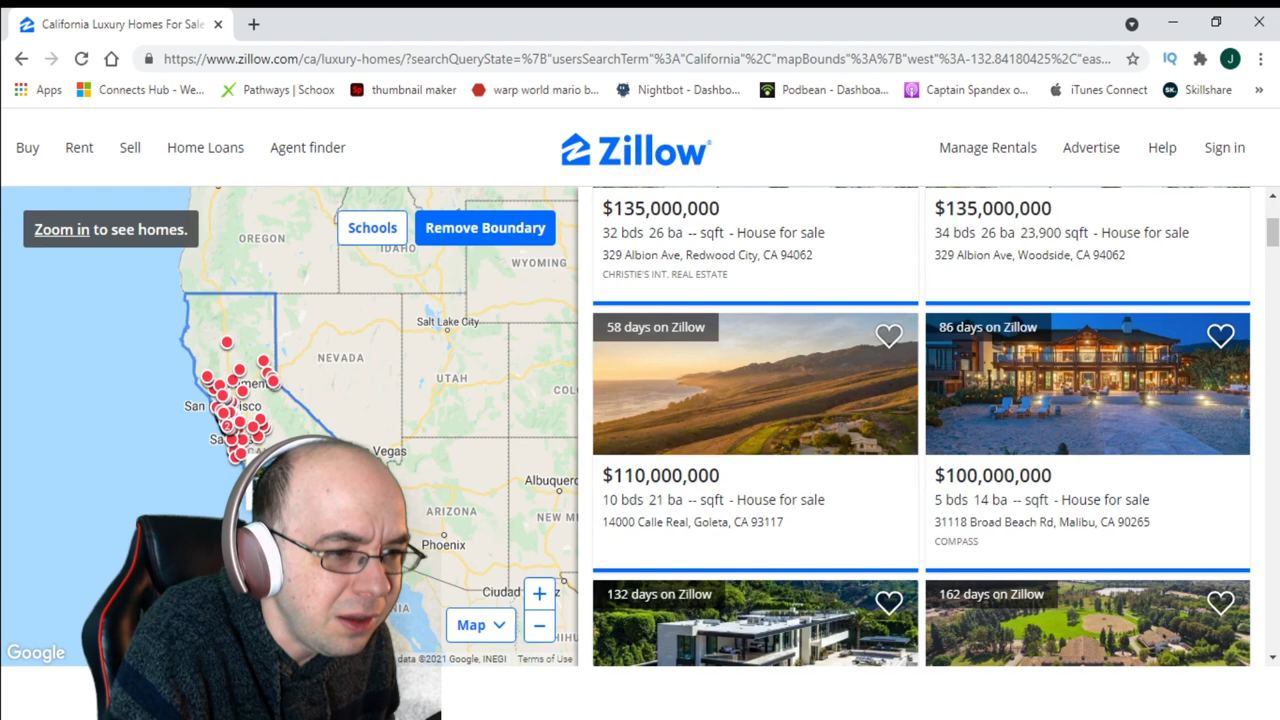 California Luxury Homes For Sale
https://www.zillow.com/ca/luxury-homes/?searchQueryState=%7B"usersSearchTerm"%3A"California"%2C"mapBounds"%3A%7B"west"%3A-132.84180425%2C"eas...
J
Apps
Connects Hub - We...
Pathways | Schoox
thumbnail maker
warp world mario b...
Nightbot - Dashbo...
Podbean - Dashboa...
Captain Spandex o...
iTunes Connect
Skillshare
Buy Rent Sell Home Loans Agent finder
Zillow
Manage Rentals Advertise Help Sign in
Zoom in to see homes.
Schools
Remove Boundary
OREGON
IDAHO
WYOMING
Salt Lake City
NEVADA
UTAH
COL
San
cisco
Vegas
ARIZONA
Albuquerq
NEW M
Phoenix
Ciudad
Map
+
−
Google
data ©2021 Google, INEGI Terms of Use
$135,000,000
32 bds 26 ba -- sqft - House for sale
329 Albion Ave, Redwood City, CA 94062
CHRISTIE'S INT. REAL ESTATE
$135,000,000
34 bds 26 ba 23,900 sqft - House for sale
329 Albion Ave, Woodside, CA 94062
58 days on Zillow
$110,000,000
10 bds 21 ba -- sqft - House for sale
14000 Calle Real, Goleta, CA 93117
86 days on Zillow
$100,000,000
5 bds 14 ba -- sqft - House for sale
31118 Broad Beach Rd, Malibu, CA 90265
COMPASS
132 days on Zillow
162 days on Zillow